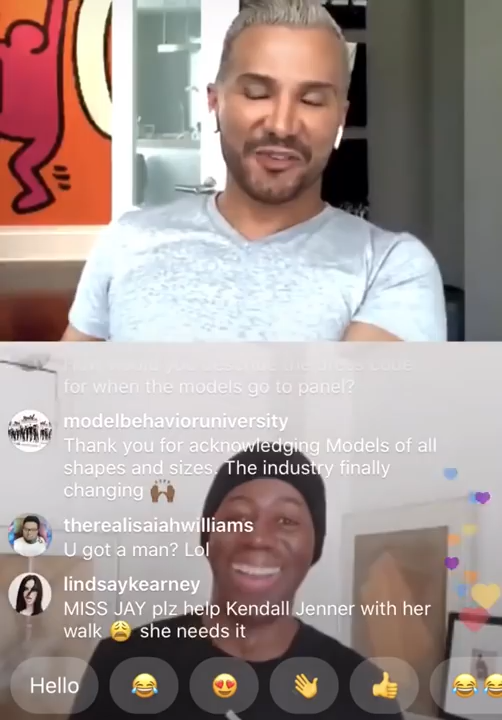 for when the models go to panel?
modelbehavioruniversity
Thank you for acknowledging Models of all
shapes and sizes. The industry finally
changing 🙌🏾
therealisaiahwilliams
U got a man? Lol
lindsaykearney
MISS JAY plz help Kendall Jenner with her
walk 😩 she needs it
Hello 😂 😍 👋 👍 😂😂